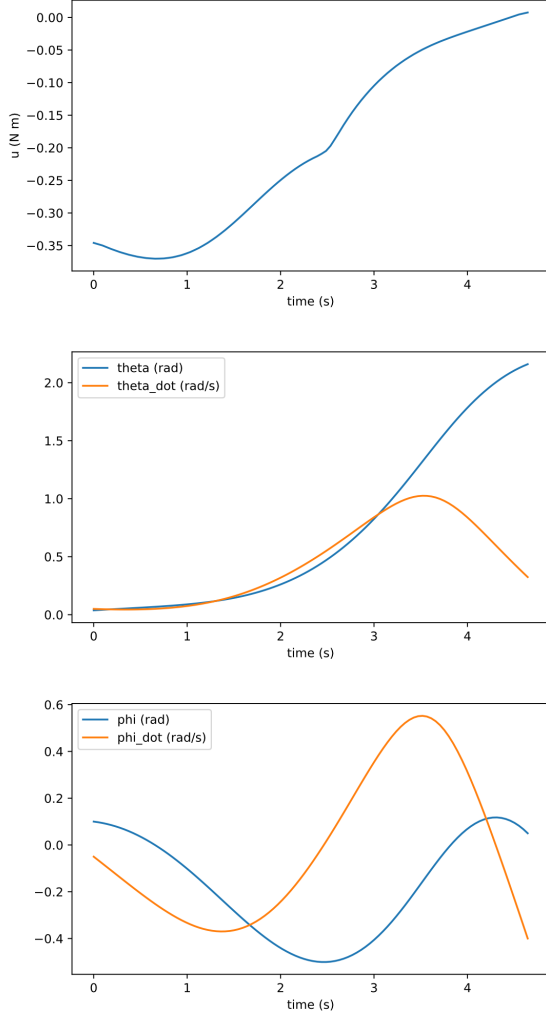 0.00
−0.05
−0.10
−0.15
−0.20
−0.25
−0.30
−0.35
u (N m)
0 1 2 3 4
time (s)
theta (rad)
theta_dot (rad/s)
2.0
1.5
1.0
0.5
0.0
0 1 2 3 4
time (s)
phi (rad)
phi_dot (rad/s)
0.6
0.4
0.2
0.0
−0.2
−0.4
0 1 2 3 4
time (s)